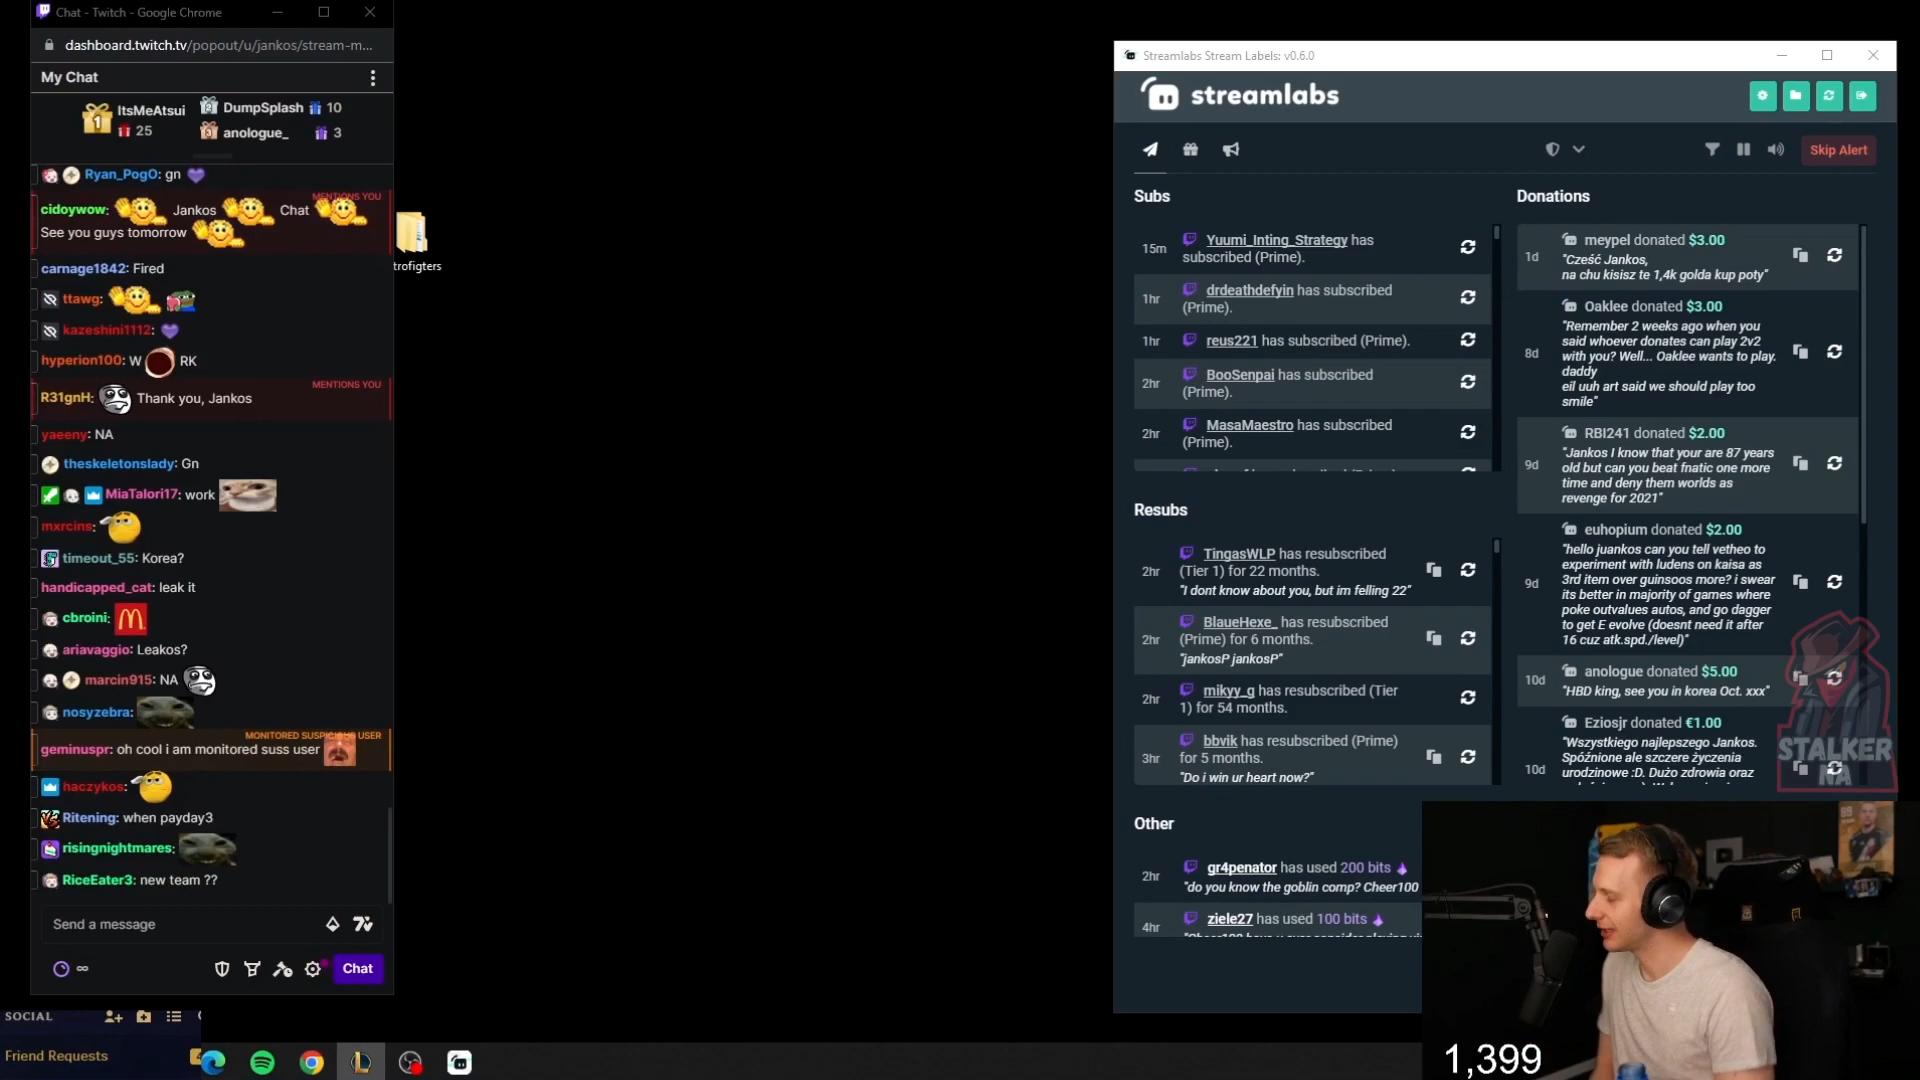 Chat - Twitch - Google Chrome
dashboard.twitch.tv/popout/u/jankos/stream-m...
My Chat
1 ItsMeAtsui 25
DumpSplash 10
anologue_ 3
Ryan_PogO: gn
MENTIONS YOU
cidoywow: Jankos Chat
See you guys tomorrow
carnage1842: Fired
ttawg:
kazeshini1112:
hyperion100: W RK
MENTIONS YOU
R31gnH: Thank you, Jankos
yaeeny: NA
theskeletonslady: Gn
MiaTalori17: work
mxrcins:
timeout_55: Korea?
handicapped_cat: leak it
cbroini:
ariavaggio: Leakos?
marcin915: NA
nosyzebra:
MONITORED SUSPICIOUS USER
geminuspr: oh cool i am monitored suss user
haczykos:
Ritening: when payday3
risingnightmares:
RiceEater3: new team ??
Send a message
Chat
SOCIAL
Friend Requests
trofigters
Streamlabs Stream Labels: v0.6.0
streamlabs
Skip Alert
Subs
15m Yuumi_Inting_Strategy has
subscribed (Prime).
1hr drdeathdefyin has subscribed
(Prime).
1hr reus221 has subscribed (Prime).
2hr BooSenpai has subscribed
(Prime).
2hr MasaMaestro has subscribed
(Prime).
Resubs
2hr TingasWLP has resubscribed
(Tier 1) for 22 months.
"I dont know about you, but im felling 22"
2hr BlaueHexe_ has resubscribed
(Prime) for 6 months.
"jankosP jankosP"
2hr mikyy_g has resubscribed (Tier
1) for 54 months.
3hr bbvik has resubscribed (Prime)
for 5 months.
"Do i win ur heart now?"
Other
2hr gr4penator has used 200 bits
"do you know the goblin comp? Cheer100
4hr ziele27 has used 100 bits
Donations
1d meypel donated $3.00
"Cześć Jankos,
na chu kisisz te 1,4k golda kup poty"
8d Oaklee donated $3.00
"Remember 2 weeks ago when you
said whoever donates can play 2v2
with you? Well... Oaklee wants to play.
daddy
eil uuh art said we should play too
smile"
9d RBI241 donated $2.00
"Jankos I know that your are 87 years
old but can you beat fnatic one more
time and deny them worlds as
revenge for 2021"
9d euhopium donated $2.00
"hello juankos can you tell vetheo to
experiment with ludens on kaisa as
3rd item over guinsoos more? i swear
its better in majority of games where
poke outvalues autos, and go dagger
to get E evolve (doesnt need it after
16 cuz atk.spd./level)"
10d anologue donated $5.00
"HBD king, see you in korea Oct. xxx"
10d Eziosjr donated €1.00
"Wszystkiego najlepszego Jankos.
Spóźnione ale szczere życzenia
urodzinowe :D. Dużo zdrowia oraz
STALKER
NA
1,399